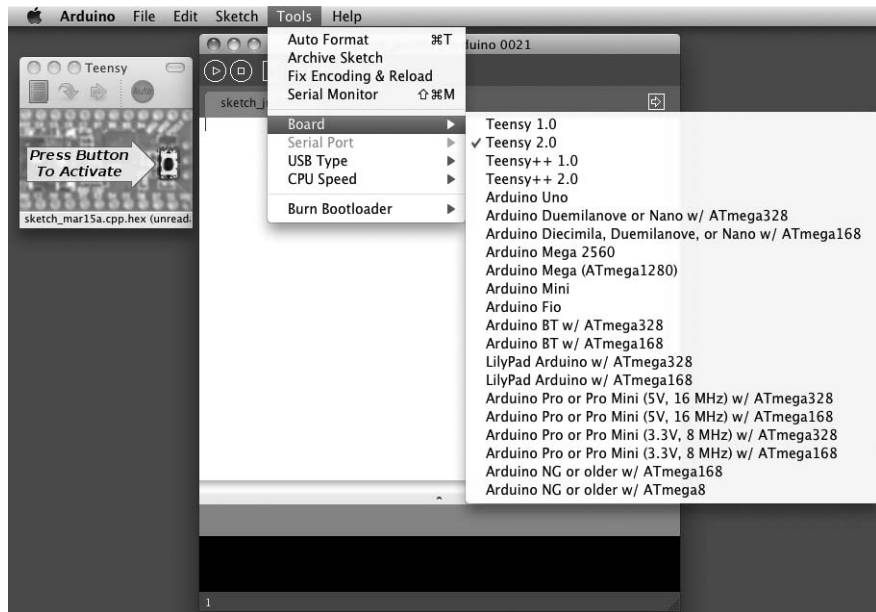 Arduino File Edit Sketch Tools Help
duino 0021
Teensy
Auto
Press Button
To Activate
sketch_mar15a.cpp.hex (unread,
sketch_j
Auto Format ⌘T
Archive Sketch
Fix Encoding & Reload
Serial Monitor ⇧⌘M
Board
Serial Port
USB Type
CPU Speed
Burn Bootloader
Teensy 1.0
✓ Teensy 2.0
Teensy++ 1.0
Teensy++ 2.0
Arduino Uno
Arduino Duemilanove or Nano w/ ATmega328
Arduino Diecimila, Duemilanove, or Nano w/ ATmega168
Arduino Mega 2560
Arduino Mega (ATmega1280)
Arduino Mini
Arduino Fio
Arduino BT w/ ATmega328
Arduino BT w/ ATmega168
LilyPad Arduino w/ ATmega328
LilyPad Arduino w/ ATmega168
Arduino Pro or Pro Mini (5V, 16 MHz) w/ ATmega328
Arduino Pro or Pro Mini (5V, 16 MHz) w/ ATmega168
Arduino Pro or Pro Mini (3.3V, 8 MHz) w/ ATmega328
Arduino Pro or Pro Mini (3.3V, 8 MHz) w/ ATmega168
Arduino NG or older w/ ATmega168
Arduino NG or older w/ ATmega8
1